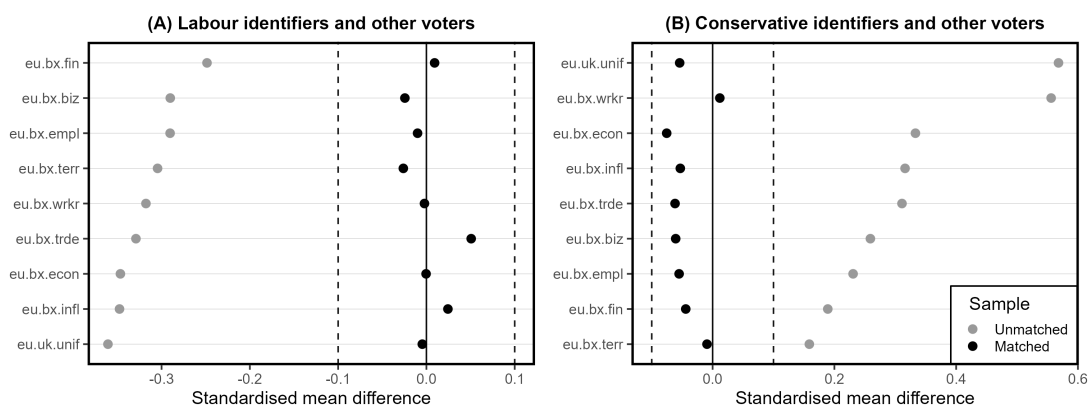 (A) Labour identifiers and other voters
eu.bx.fin
eu.bx.biz
eu.bx.empl
eu.bx.terr
eu.bx.wrkr
eu.bx.trde
eu.bx.econ
eu.bx.infl
eu.uk.unif
-0.3 -0.2 -0.1 0.0 0.1
Standardised mean difference
(B) Conservative identifiers and other voters
eu.uk.unif
eu.bx.wrkr
eu.bx.econ
eu.bx.infl
eu.bx.trde
eu.bx.biz
eu.bx.empl
eu.bx.fin
eu.bx.terr
Sample
Unmatched
Matched
0.0 0.2 0.4 0.6
Standardised mean difference